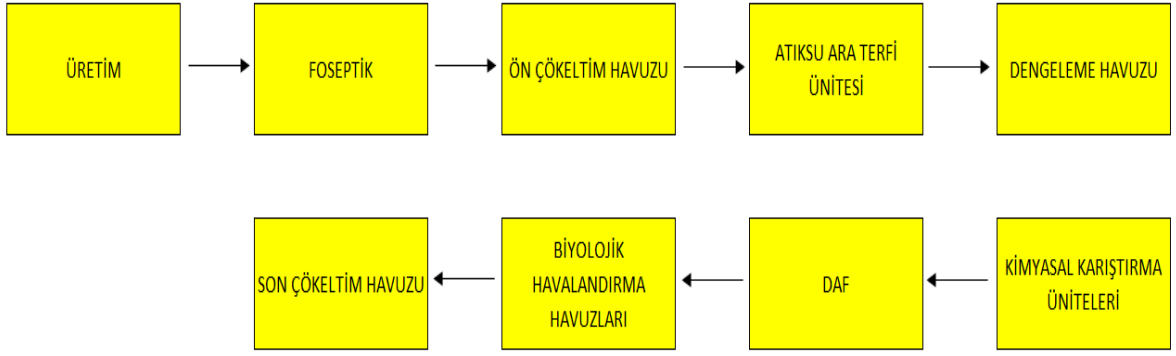 ÜRETİM
FOSEPTİK
ÖN ÇÖKELTİM HAVUZU
ATIKSU ARA TERFİ
ÜNİTESİ
DENGELEME HAVUZU
KİMYASAL KARIŞTIRMA
ÜNİTELERİ
DAF
BİYOLOJİK
HAVALANDIRMA
HAVUZLARI
SON ÇÖKELTİM HAVUZU